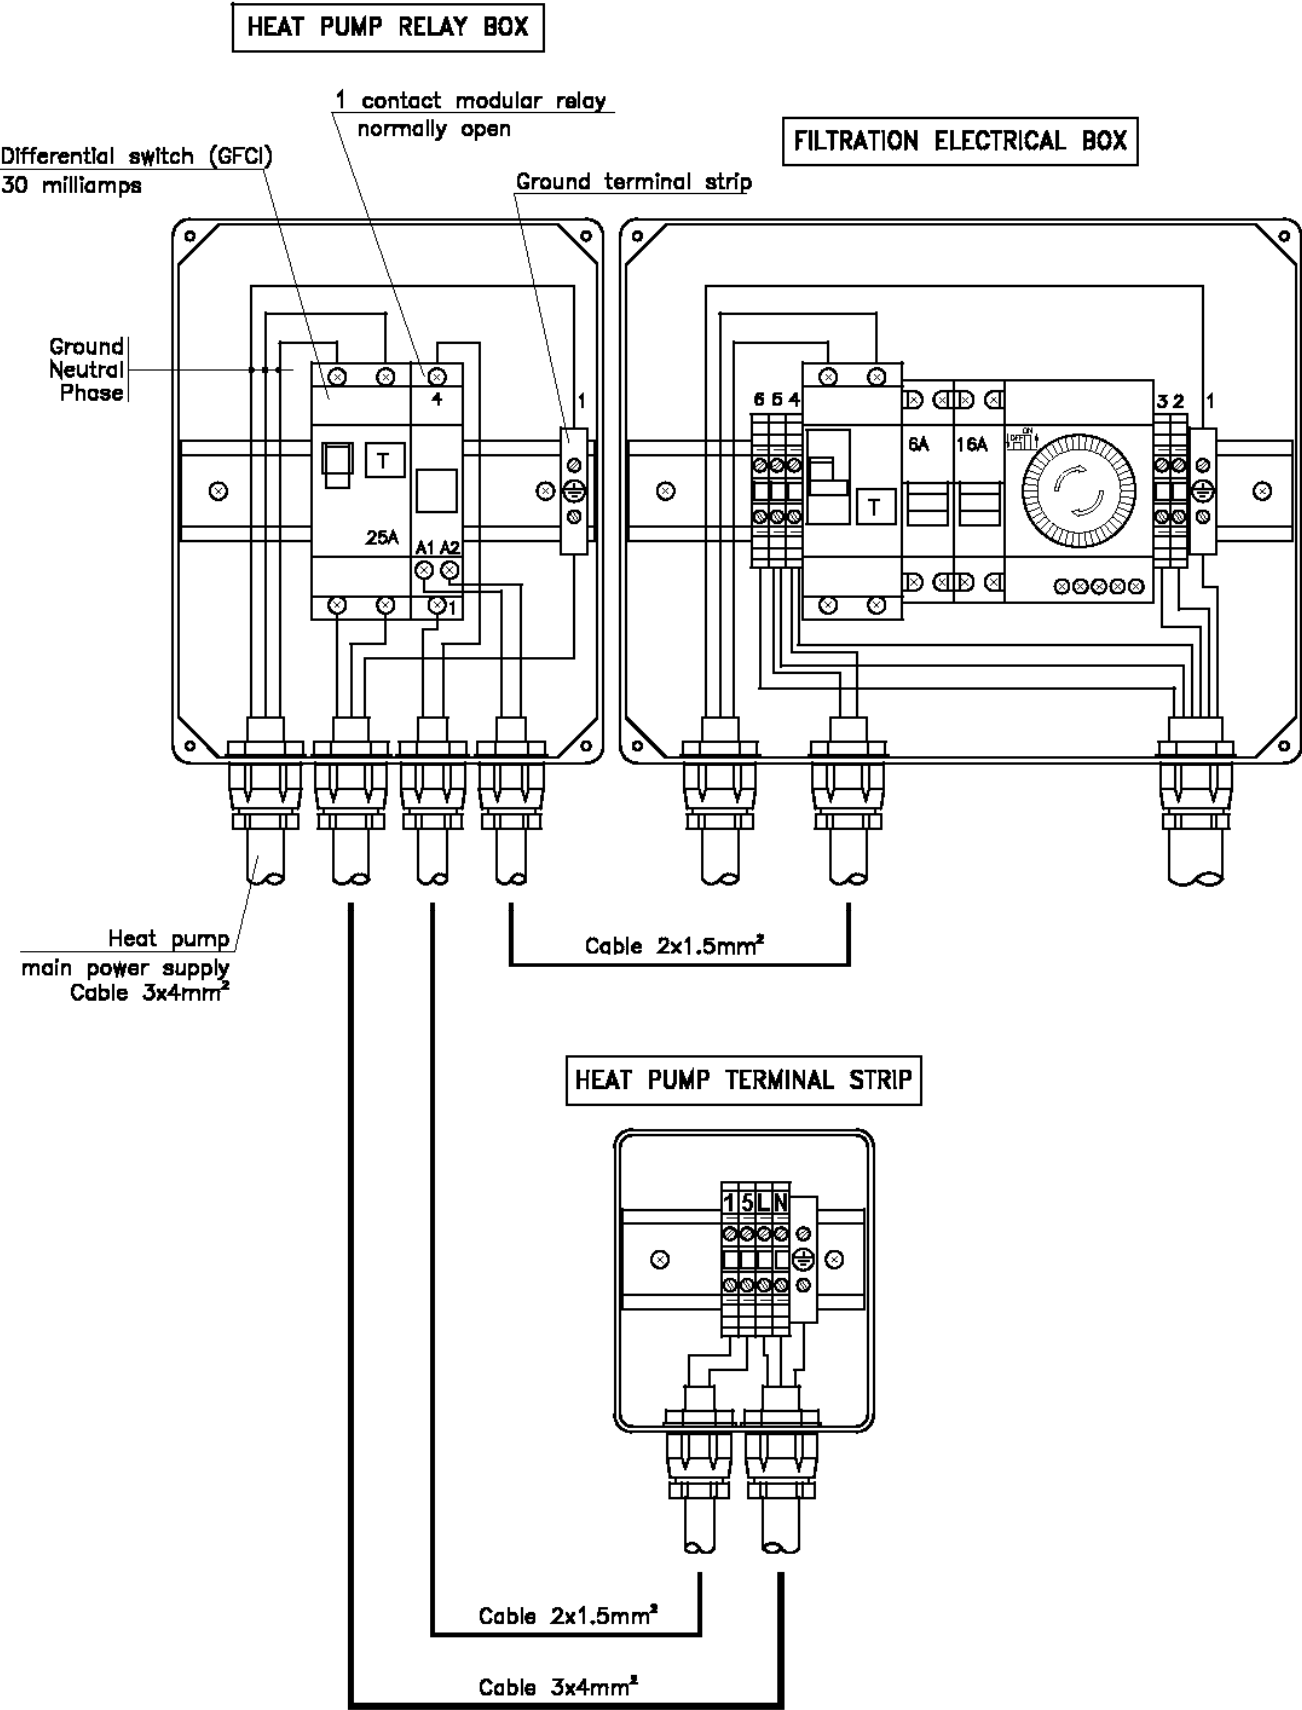 HEAT PUMP RELAY BOX
1 contact modular relay
normally open
FILTRATION ELECTRICAL BOX
Differential switch (GFCI)
30 milliamps
Ground terminal strip
Ground
Neutral
Phase
4
1
T
25A
A1 A2
1
6 5 4
6A
16A
OFF
ON
T
3 2
1
Heat pump
main power supply
Cable 3x4mm²
Cable 2x1.5mm²
HEAT PUMP TERMINAL STRIP
1 5 L N
Cable 2x1.5mm²
Cable 3x4mm²